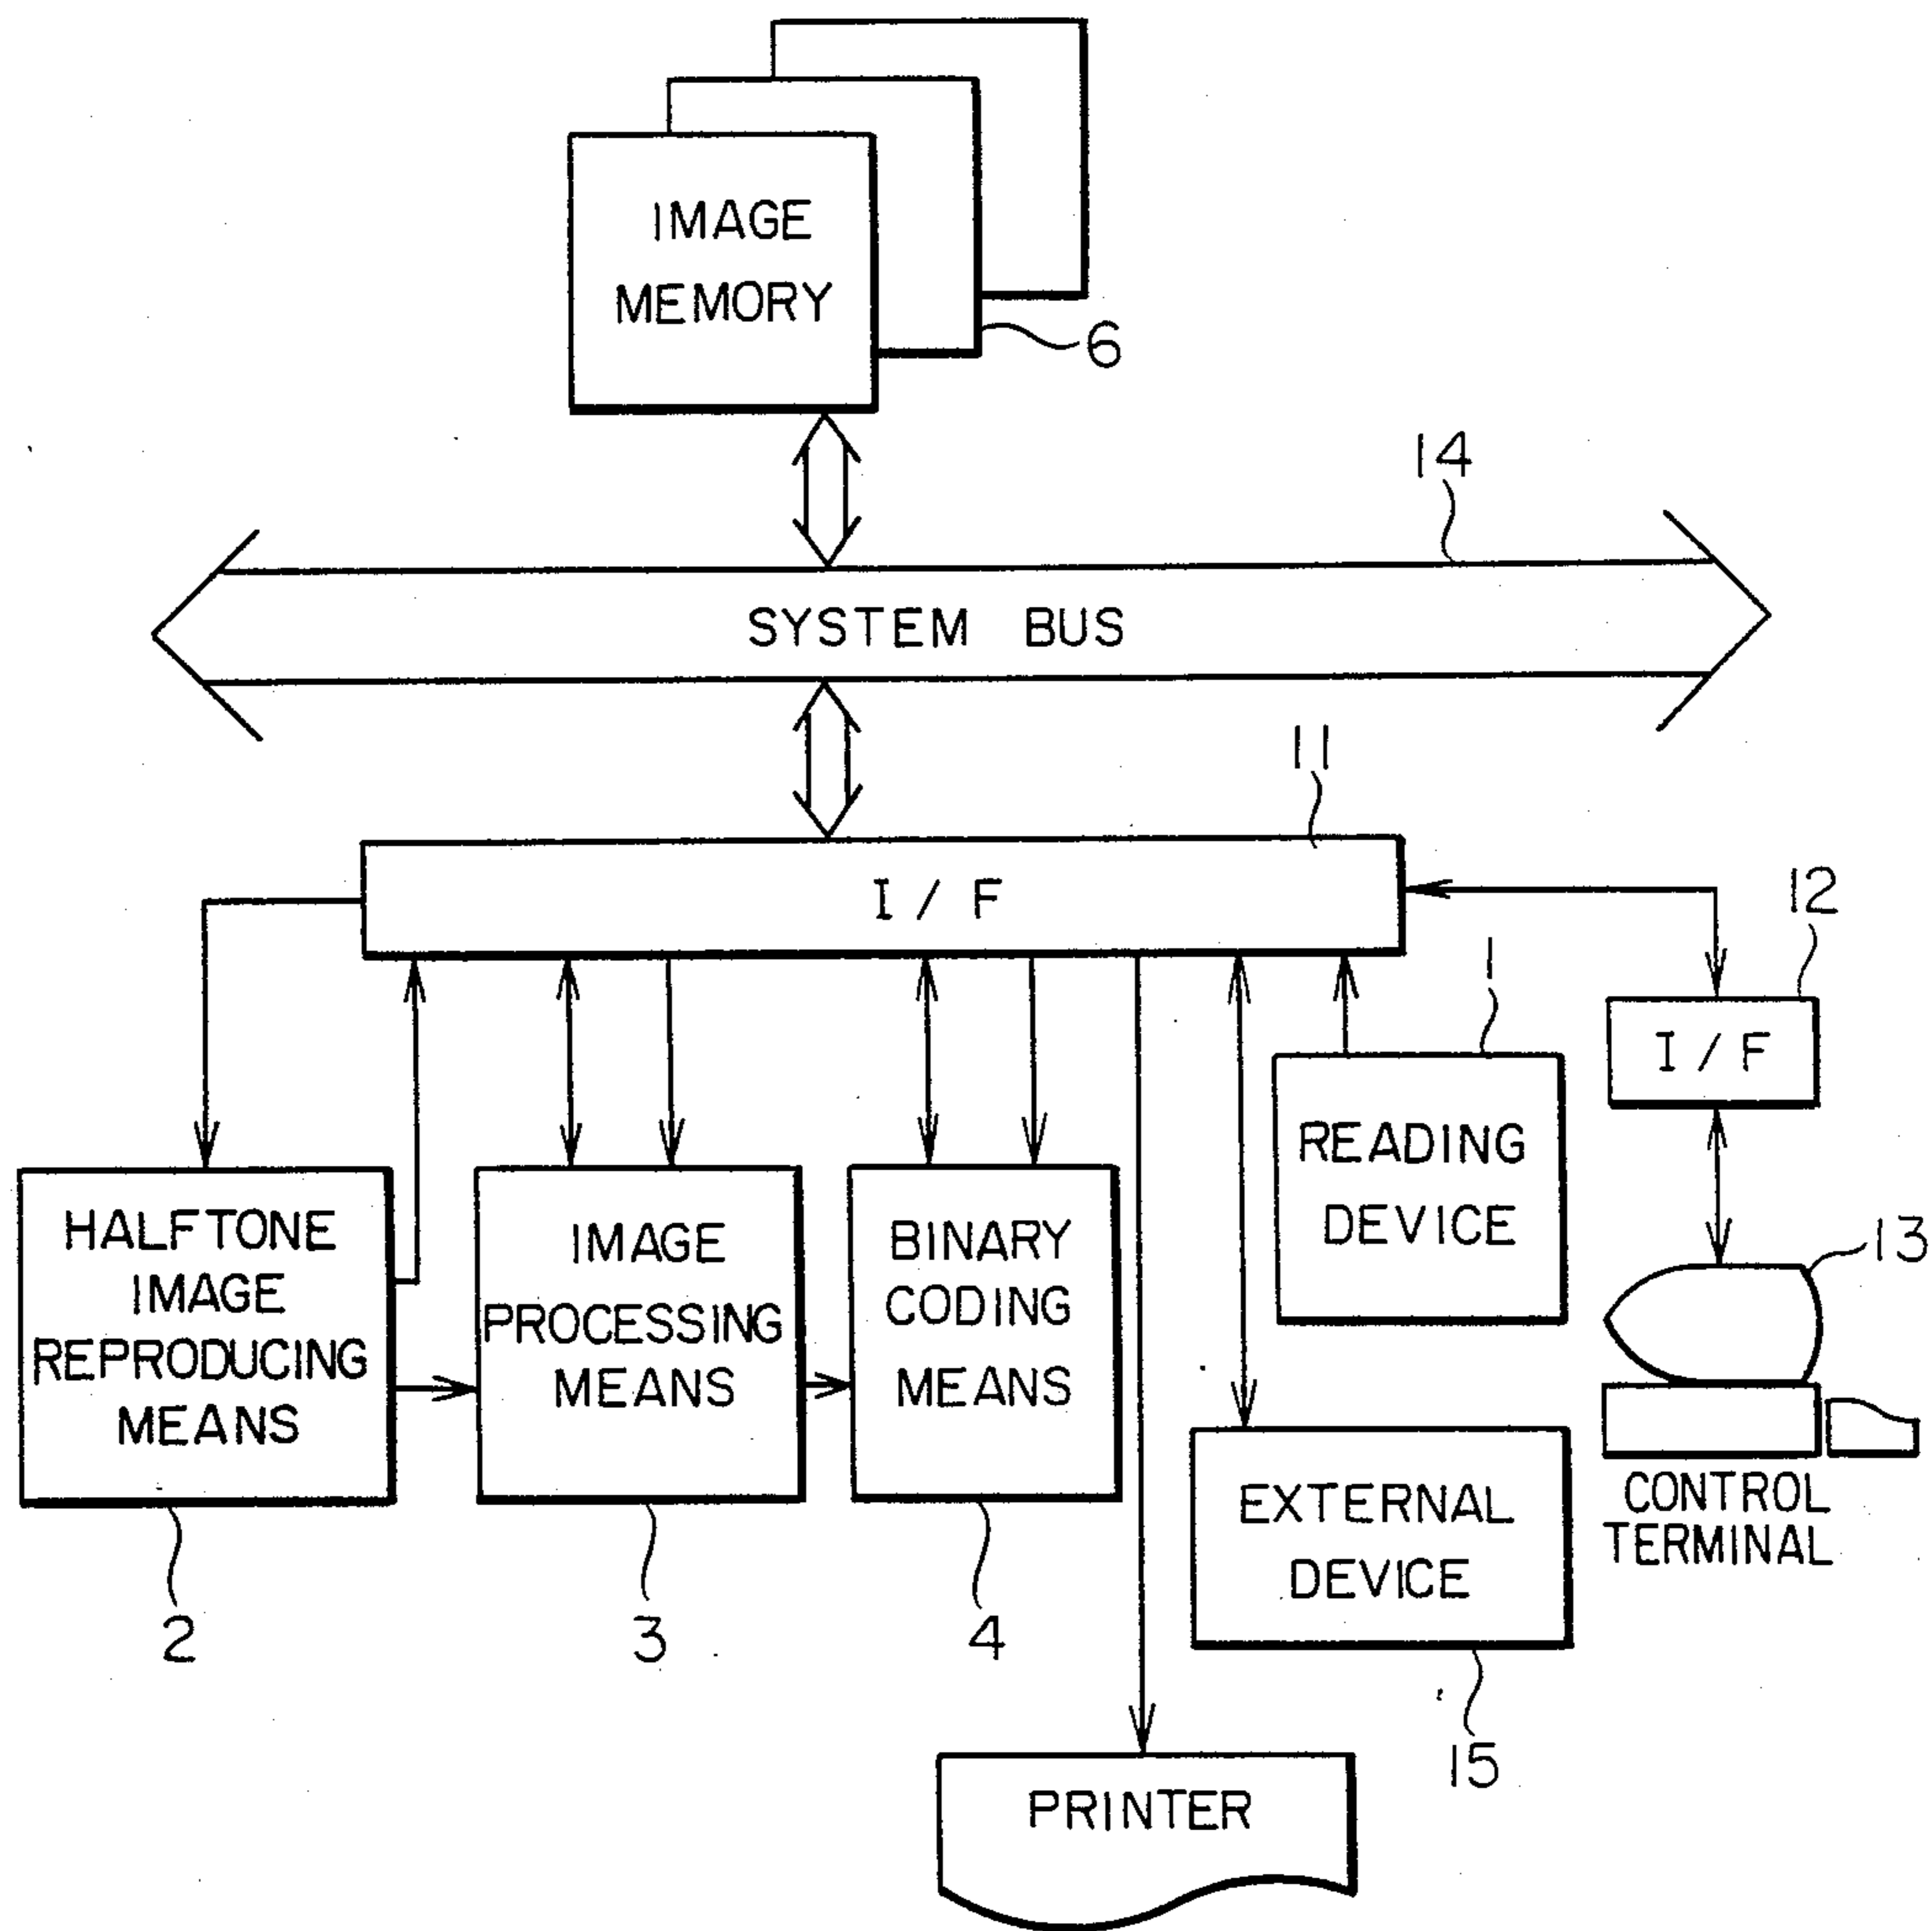 IMAGE
MEMORY
6
14
SYSTEM BUS
11
I/F
12
1
I/F
READING
DEVICE
HALFTONE
IMAGE
REPRODUCING
MEANS
IMAGE
PROCESSING
MEANS
BINARY
CODING
MEANS
13
EXTERNAL
DEVICE
CONTROL
TERMINAL
2
3
4
15
PRINTER